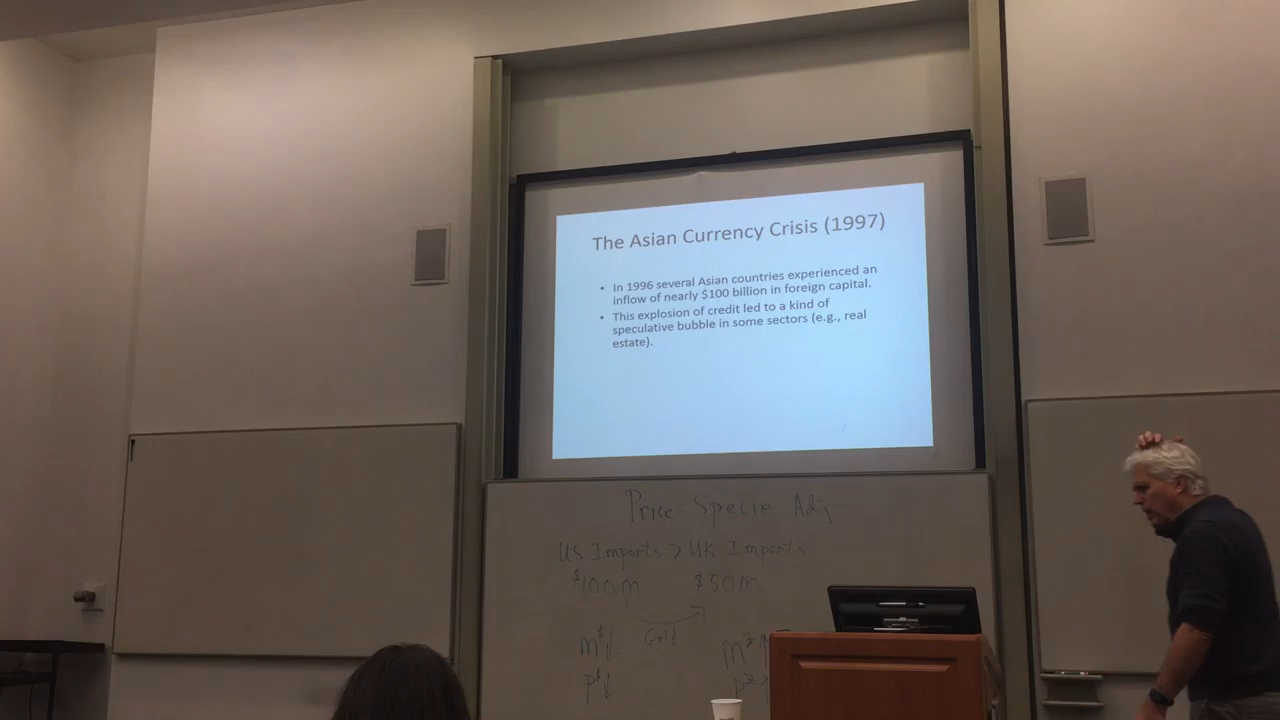 The Asian Currency Crisis (1997)
• In 1996 several Asian countries experienced an
inflow of nearly $100 billion in foreign capital.
• This explosion of credit led to a kind of
speculative bubble in some sectors (e.g., real
estate).
Price-Specie Adj
US Imports > UK Imports
$100m $50m
Gold
m$↓
p$↓